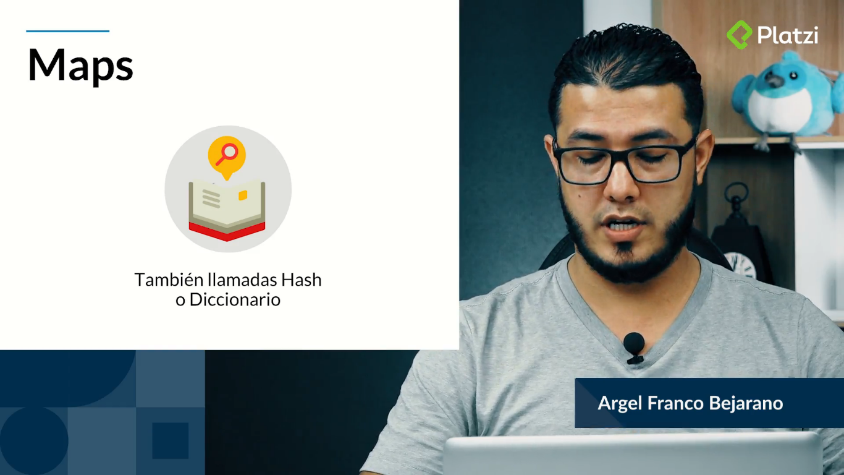 Maps
También llamadas Hash
o Diccionario
Platzi
Argel Franco Bejarano